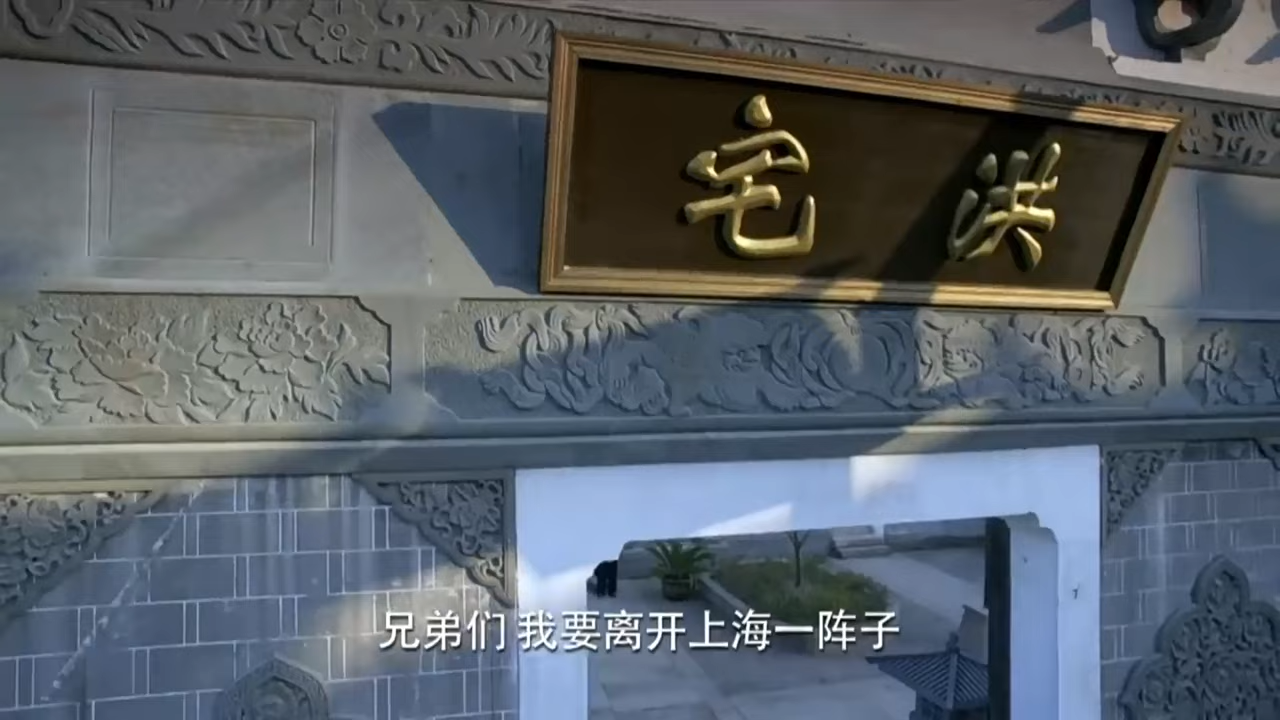 洪宅
兄弟们 我要离开上海一阵子